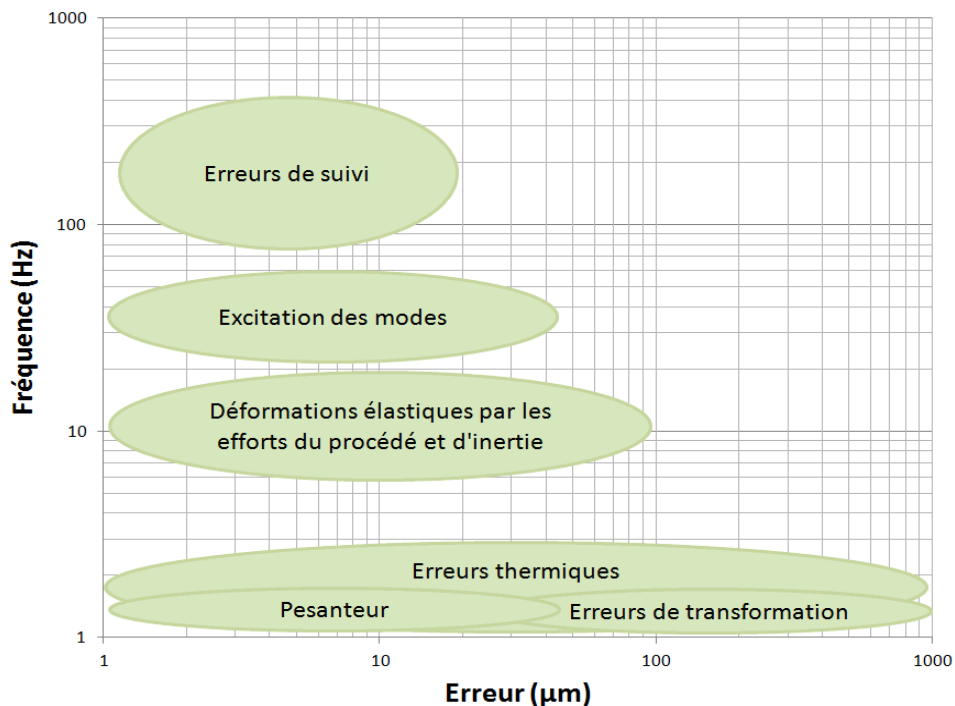 1000
Erreurs de suivi
100
Fréquence (Hz)
Excitation des modes
Déformations élastiques par les
efforts du procédé et d'inertie
10
Erreurs thermiques
Pesanteur
Erreurs de transformation
1
1
10
100
1000
Erreur (μm)